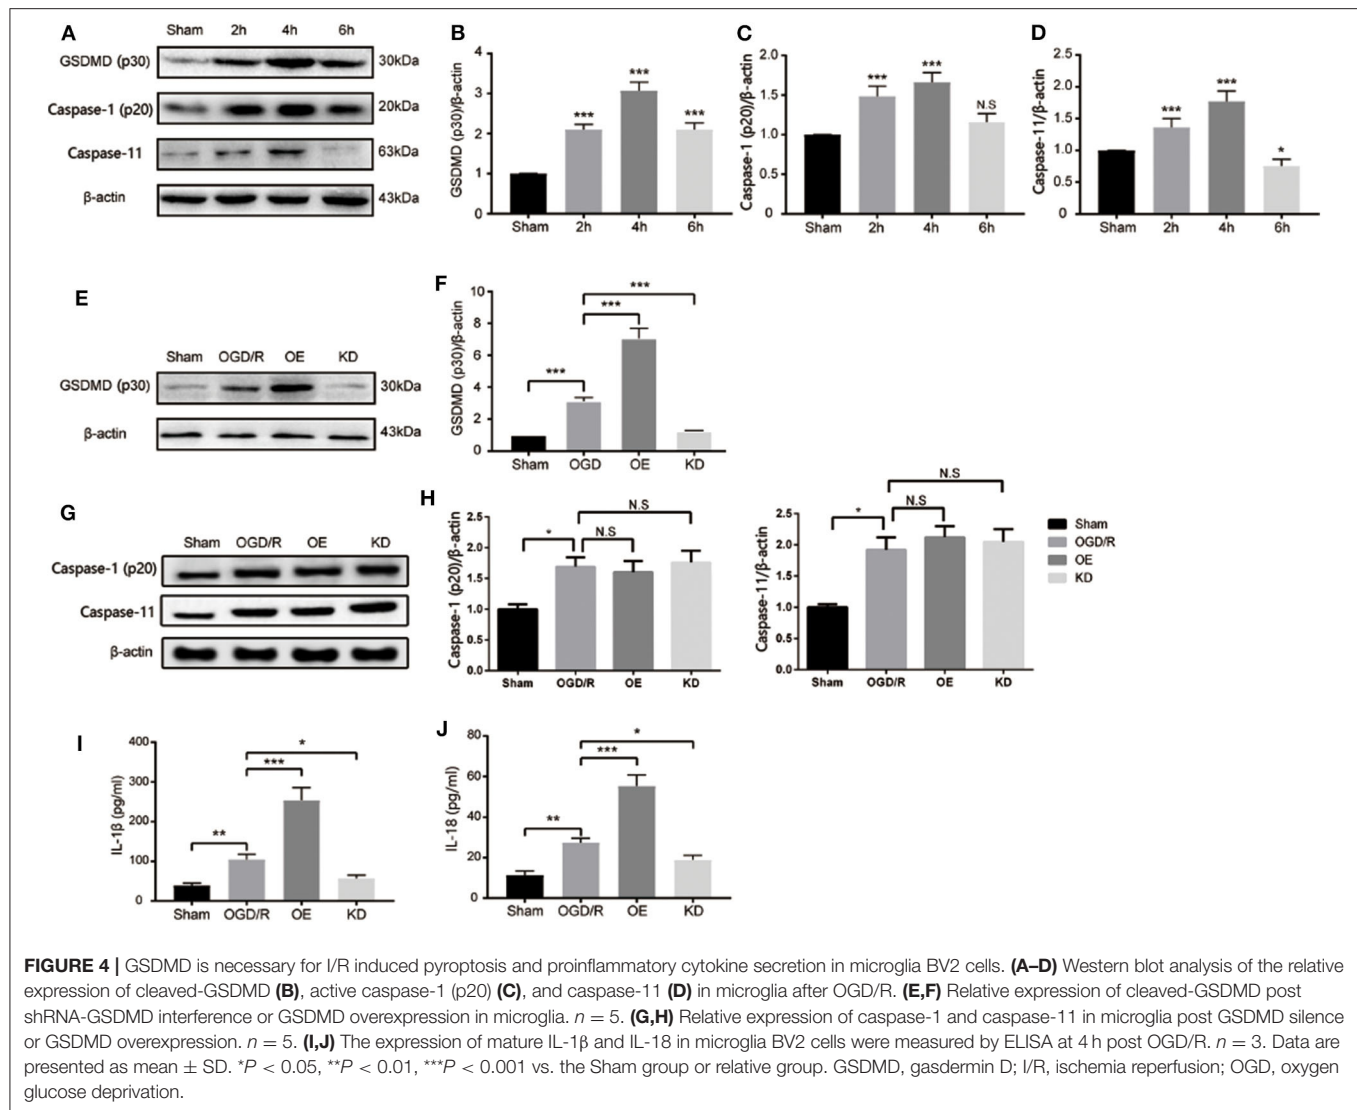 A
Sham 2h 4h 6h
GSDMD (p30) 30kDa
Caspase-1 (p20) 20kDa
Caspase-11 63kDa
β-actin 43kDa
B
GSDMD (p30)/β-actin
4
3
2
1
0
*** *** ***
Sham 2h 4h 6h
C
Caspase-1 (p20)/β-actin
2.0
1.5
1.0
0.5
0
*** *** N.S
Sham 2h 4h 6h
D
Caspase-11/β-actin
2.5
2.0
1.5
1.0
0.5
0
*** *** *
Sham 2h 4h 6h
E
Sham OGD/R OE KD
GSDMD (p30) 30kDa
β-actin 43kDa
F
GSDMD (p30)/β-actin
10
8
6
4
2
0
***
***
***
Sham OGD OE KD
G
Sham OGD/R OE KD
Caspase-1 (p20)
Caspase-11
β-actin
H
Caspase-1 (p20)/β-actin
2.5
2.0
1.5
1.0
0.5
0.0
N.S
* N.S
Sham OGD/R OE KD
Caspase-11/β-actin
2.5
2.0
1.5
1.0
0.5
0.0
N.S
* N.S
Sham OGD/R OE KD
Sham
OGD/R
OE
KD
I
IL-1β (pg/ml)
400
300
200
100
0
*
***
**
Sham OGD/R OE KD
J
IL-18 (pg/ml)
80
60
40
20
0
*
***
**
Sham OGD/R OE KD
FIGURE 4 | GSDMD is necessary for I/R induced pyroptosis and proinflammatory cytokine secretion in microglia BV2 cells. (A–D) Western blot analysis of the relative
expression of cleaved-GSDMD (B), active caspase-1 (p20) (C), and caspase-11 (D) in microglia after OGD/R. (E,F) Relative expression of cleaved-GSDMD post
shRNA-GSDMD interference or GSDMD overexpression in microglia. n = 5. (G,H) Relative expression of caspase-1 and caspase-11 in microglia post GSDMD silence
or GSDMD overexpression. n = 5. (I,J) The expression of mature IL-1β and IL-18 in microglia BV2 cells were measured by ELISA at 4 h post OGD/R. n = 3. Data are
presented as mean ± SD. *P < 0.05, **P < 0.01, ***P < 0.001 vs. the Sham group or relative group. GSDMD, gasdermin D; I/R, ischemia reperfusion; OGD, oxygen
glucose deprivation.